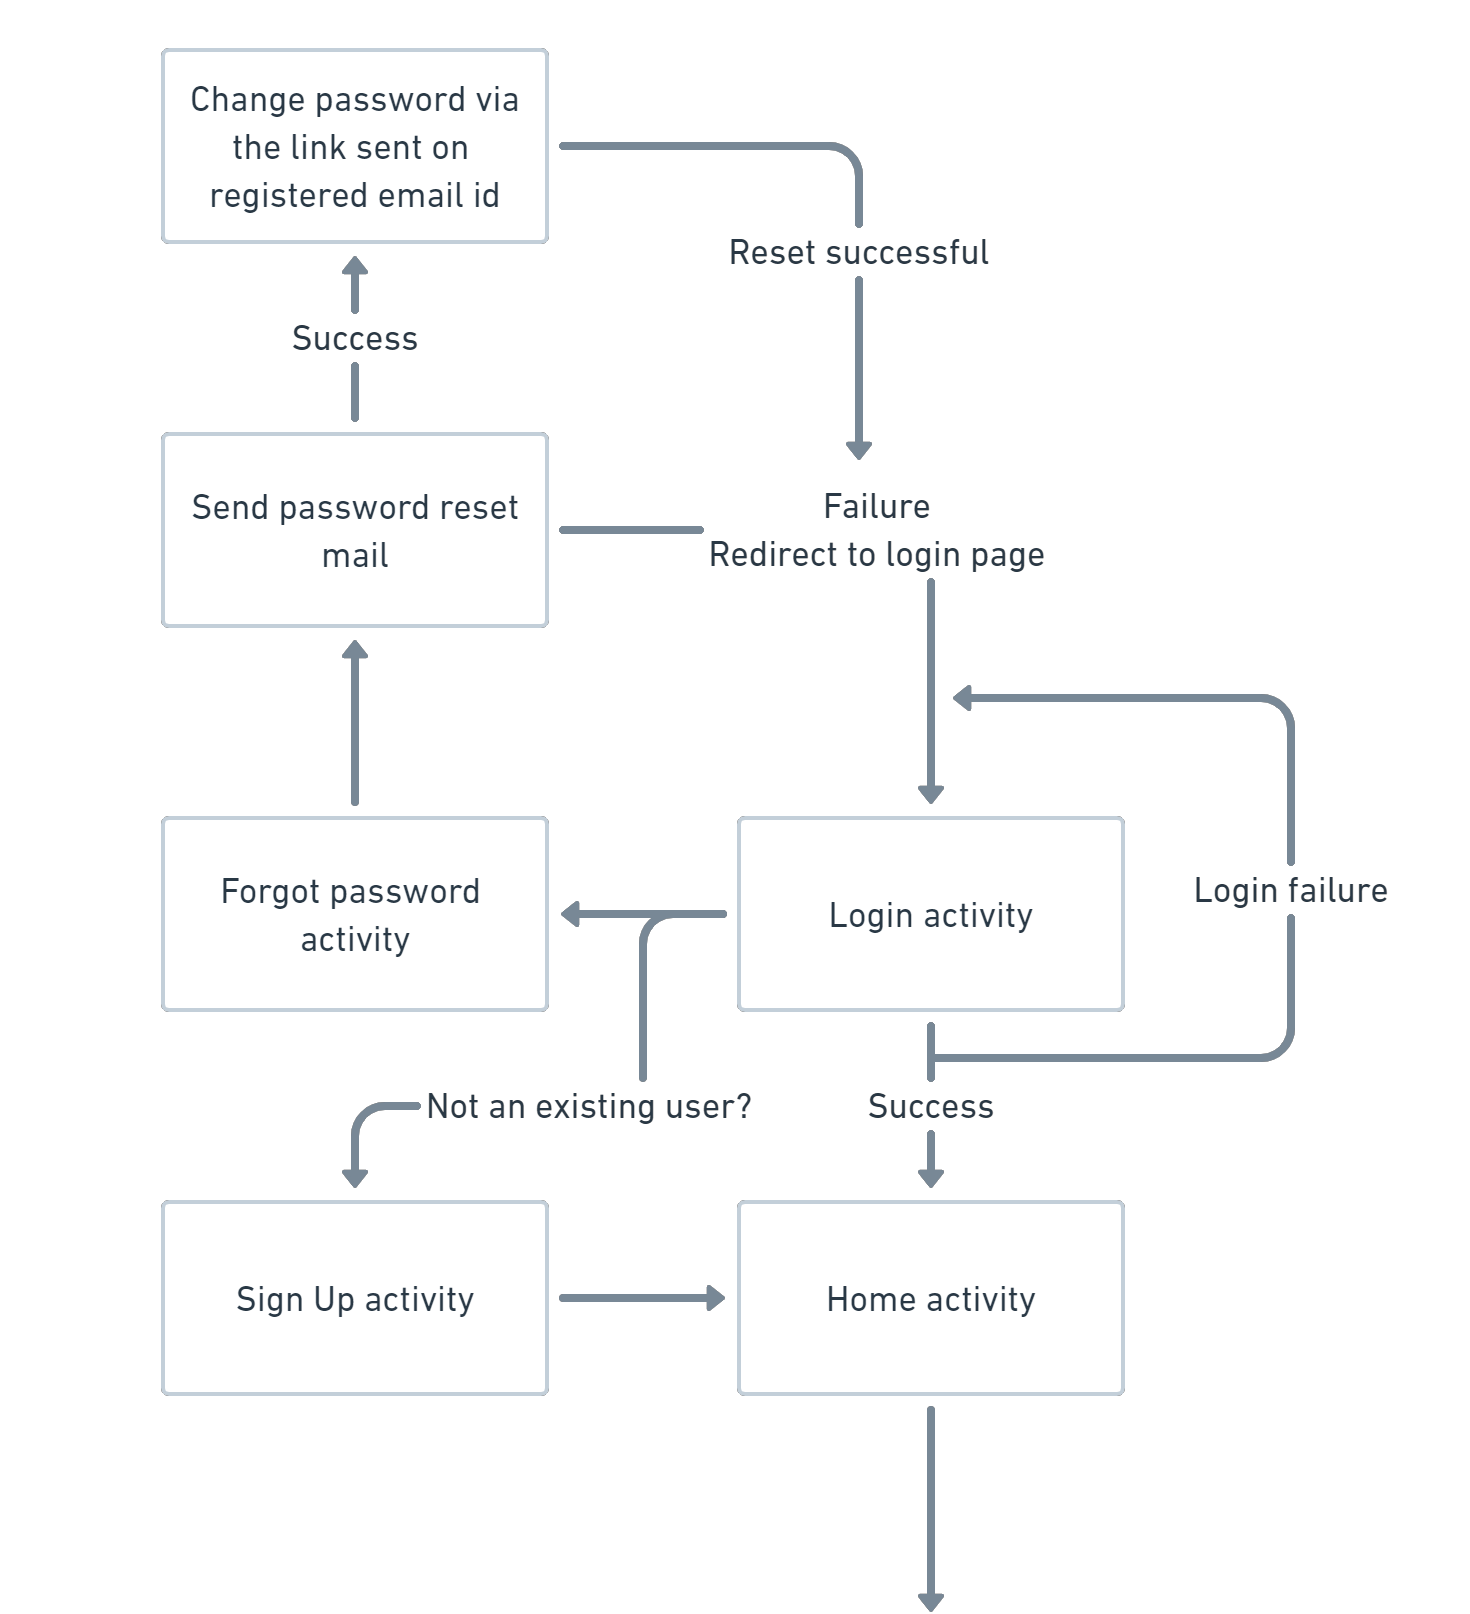 Change password via
the link sent on
registered email id
Reset successful
Success
Send password reset
mail
Failure
Redirect to login page
Forgot password
activity
Login activity
Login failure
Not an existing user?
Success
Sign Up activity
Home activity